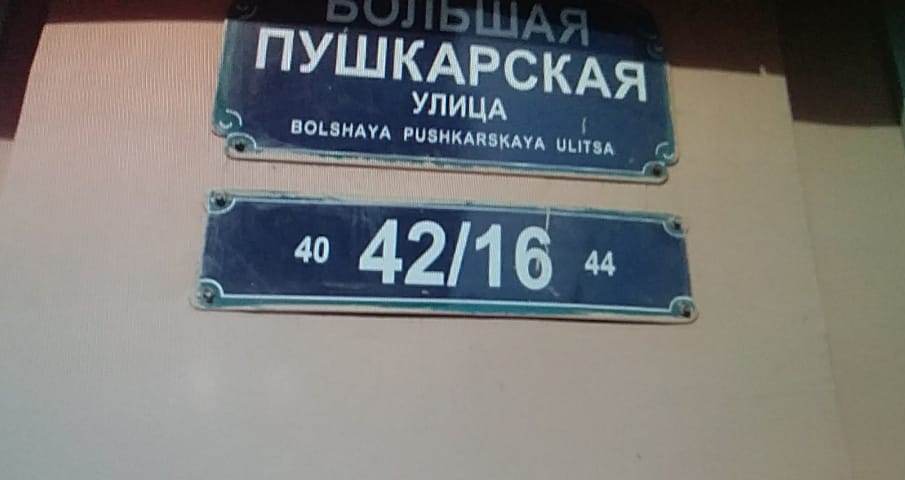 БОЛЬШАЯ
ПУШКАРСКАЯ
УЛИЦА
BOLSHAYA PUSHKARSKAYA ULITSA
40 42/16 44